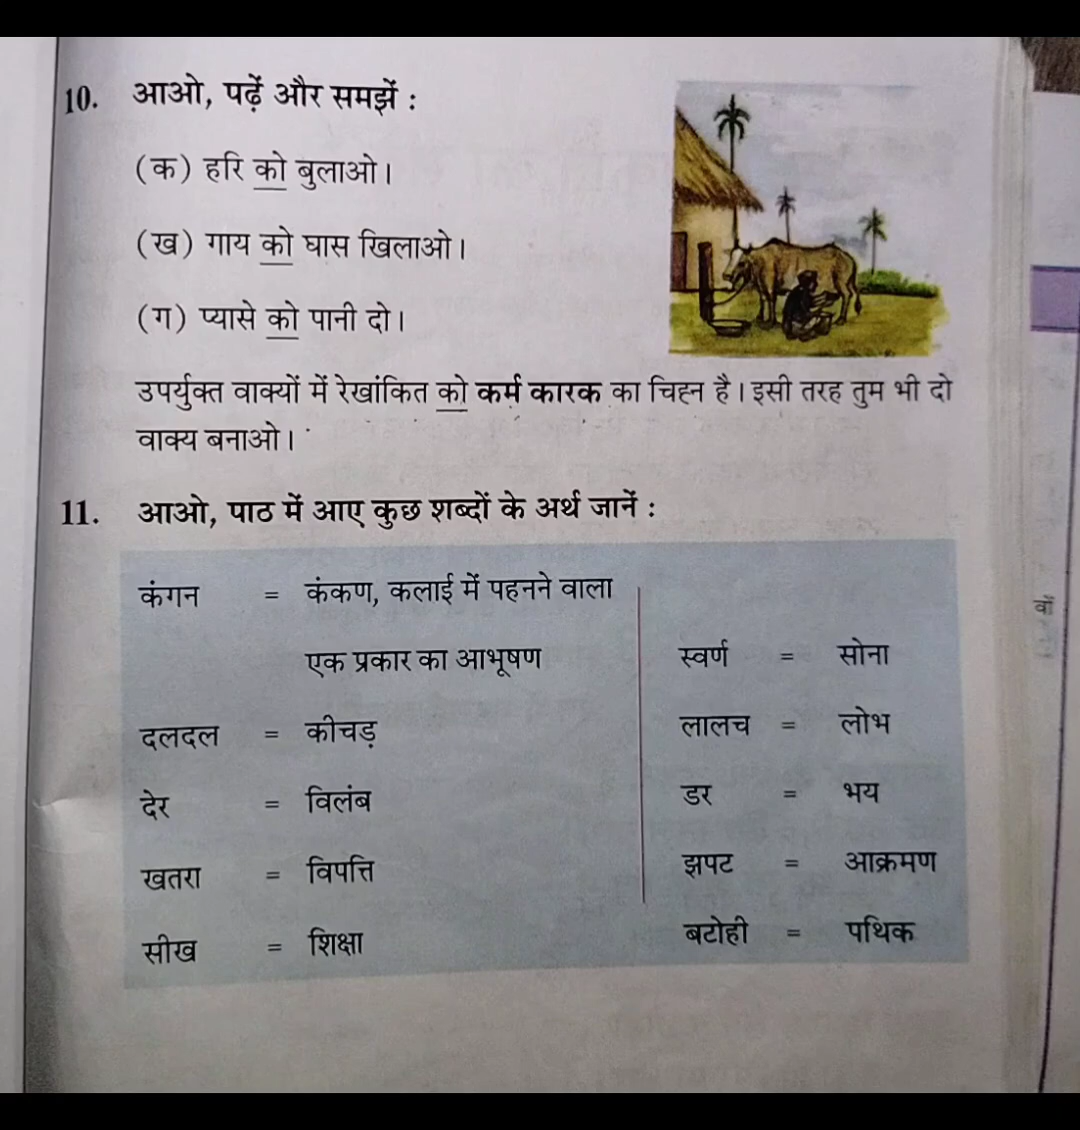 10. आओ, पढ़ें और समझें :
(क) हरि को बुलाओ।
(ख) गाय को घास खिलाओ।
(ग) प्यासे को पानी दो।
उपर्युक्त वाक्यों में रेखांकित को कर्म कारक का चिह्न है। इसी तरह तुम भी दो
वाक्य बनाओ।
11. आओ, पाठ में आए कुछ शब्दों के अर्थ जानें :
कंगन = कंकण, कलाई में पहनने वाला
एक प्रकार का आभूषण
दलदल = कीचड़
देर = विलंब
खतरा = विपत्ति
सीख = शिक्षा
स्वर्ण = सोना
लालच = लोभ
डर = भय
झपट = आक्रमण
बटोही = पथिक